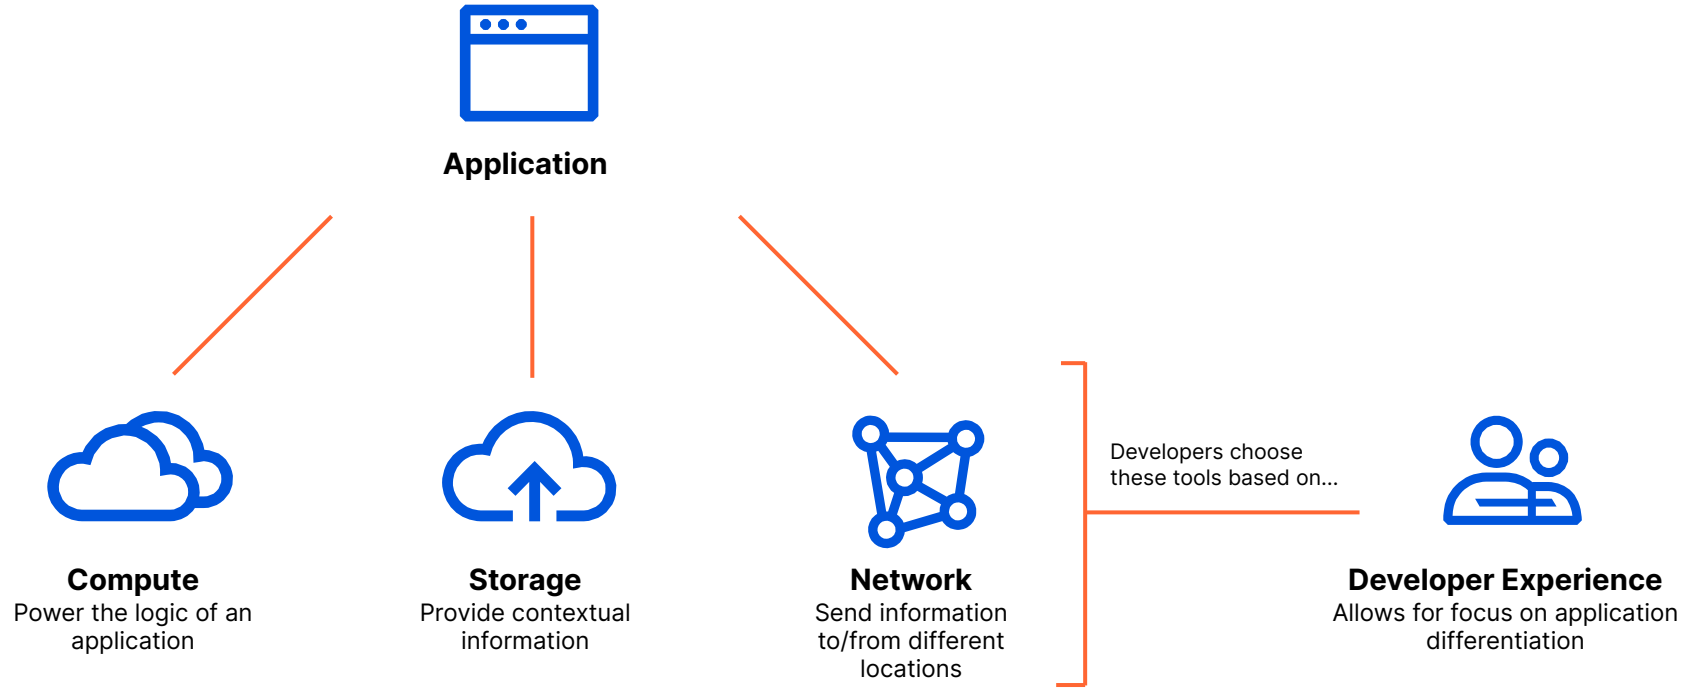 Application
Developers choose
these tools based on...
Compute
Power the logic of an
application
Storage
Provide contextual
information
Network
Send information
to/from different
locations
Developer Experience
Allows for focus on application
differentiation